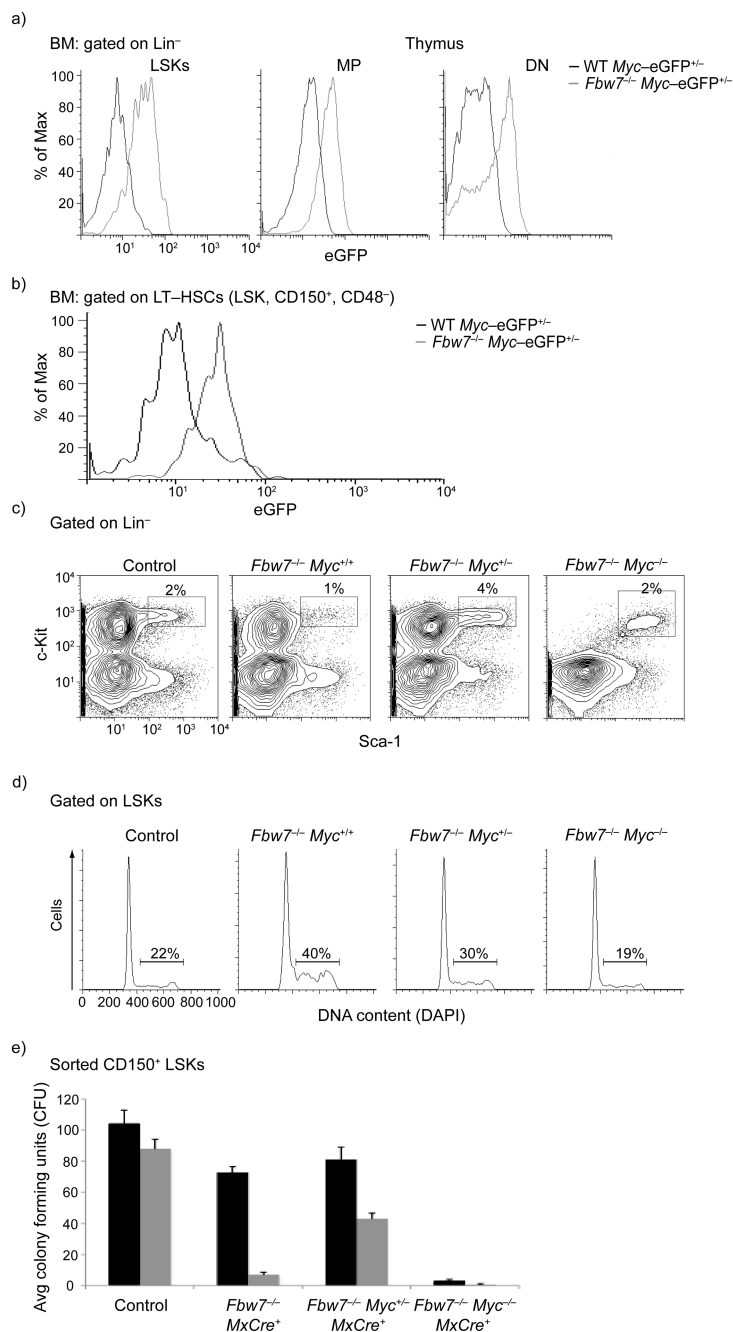 a)
BM: gated on Lin⁻
Thymus
LSKs
MP
DN
WT Myc–eGFP⁺/⁻
Fbw7⁻/⁻ Myc–eGFP⁺/⁻
% of Max
100
80
60
40
20
10¹ 10² 10³ 10⁴
eGFP
b)
BM: gated on LT–HSCs (LSK, CD150⁺, CD48⁻)
WT Myc–eGFP⁺/⁻
Fbw7⁻/⁻ Myc–eGFP⁺/⁻
% of Max
100
80
60
40
20
10¹ 10² 10³ 10⁴
eGFP
c)
Gated on Lin⁻
Control
Fbw7⁻/⁻ Myc⁺/⁺
Fbw7⁻/⁻ Myc⁺/⁻
Fbw7⁻/⁻ Myc⁻/⁻
c-Kit
10⁴
10³
10²
10¹
2%
1%
4%
2%
10¹ 10² 10³ 10⁴
Sca-1
d)
Gated on LSKs
Control
Fbw7⁻/⁻ Myc⁺/⁺
Fbw7⁻/⁻ Myc⁺/⁻
Fbw7⁻/⁻ Myc⁻/⁻
Cells
22%
40%
30%
19%
0 200 400 600 800 1000
DNA content (DAPI)
e)
Sorted CD150⁺ LSKs
Avg colony forming units (CFU)
120
100
80
60
40
20
0
Control
Fbw7⁻/⁻
MxCre⁺
Fbw7⁻/⁻ Myc⁺/⁻
MxCre⁺
Fbw7⁻/⁻ Myc⁻/⁻
MxCre⁺